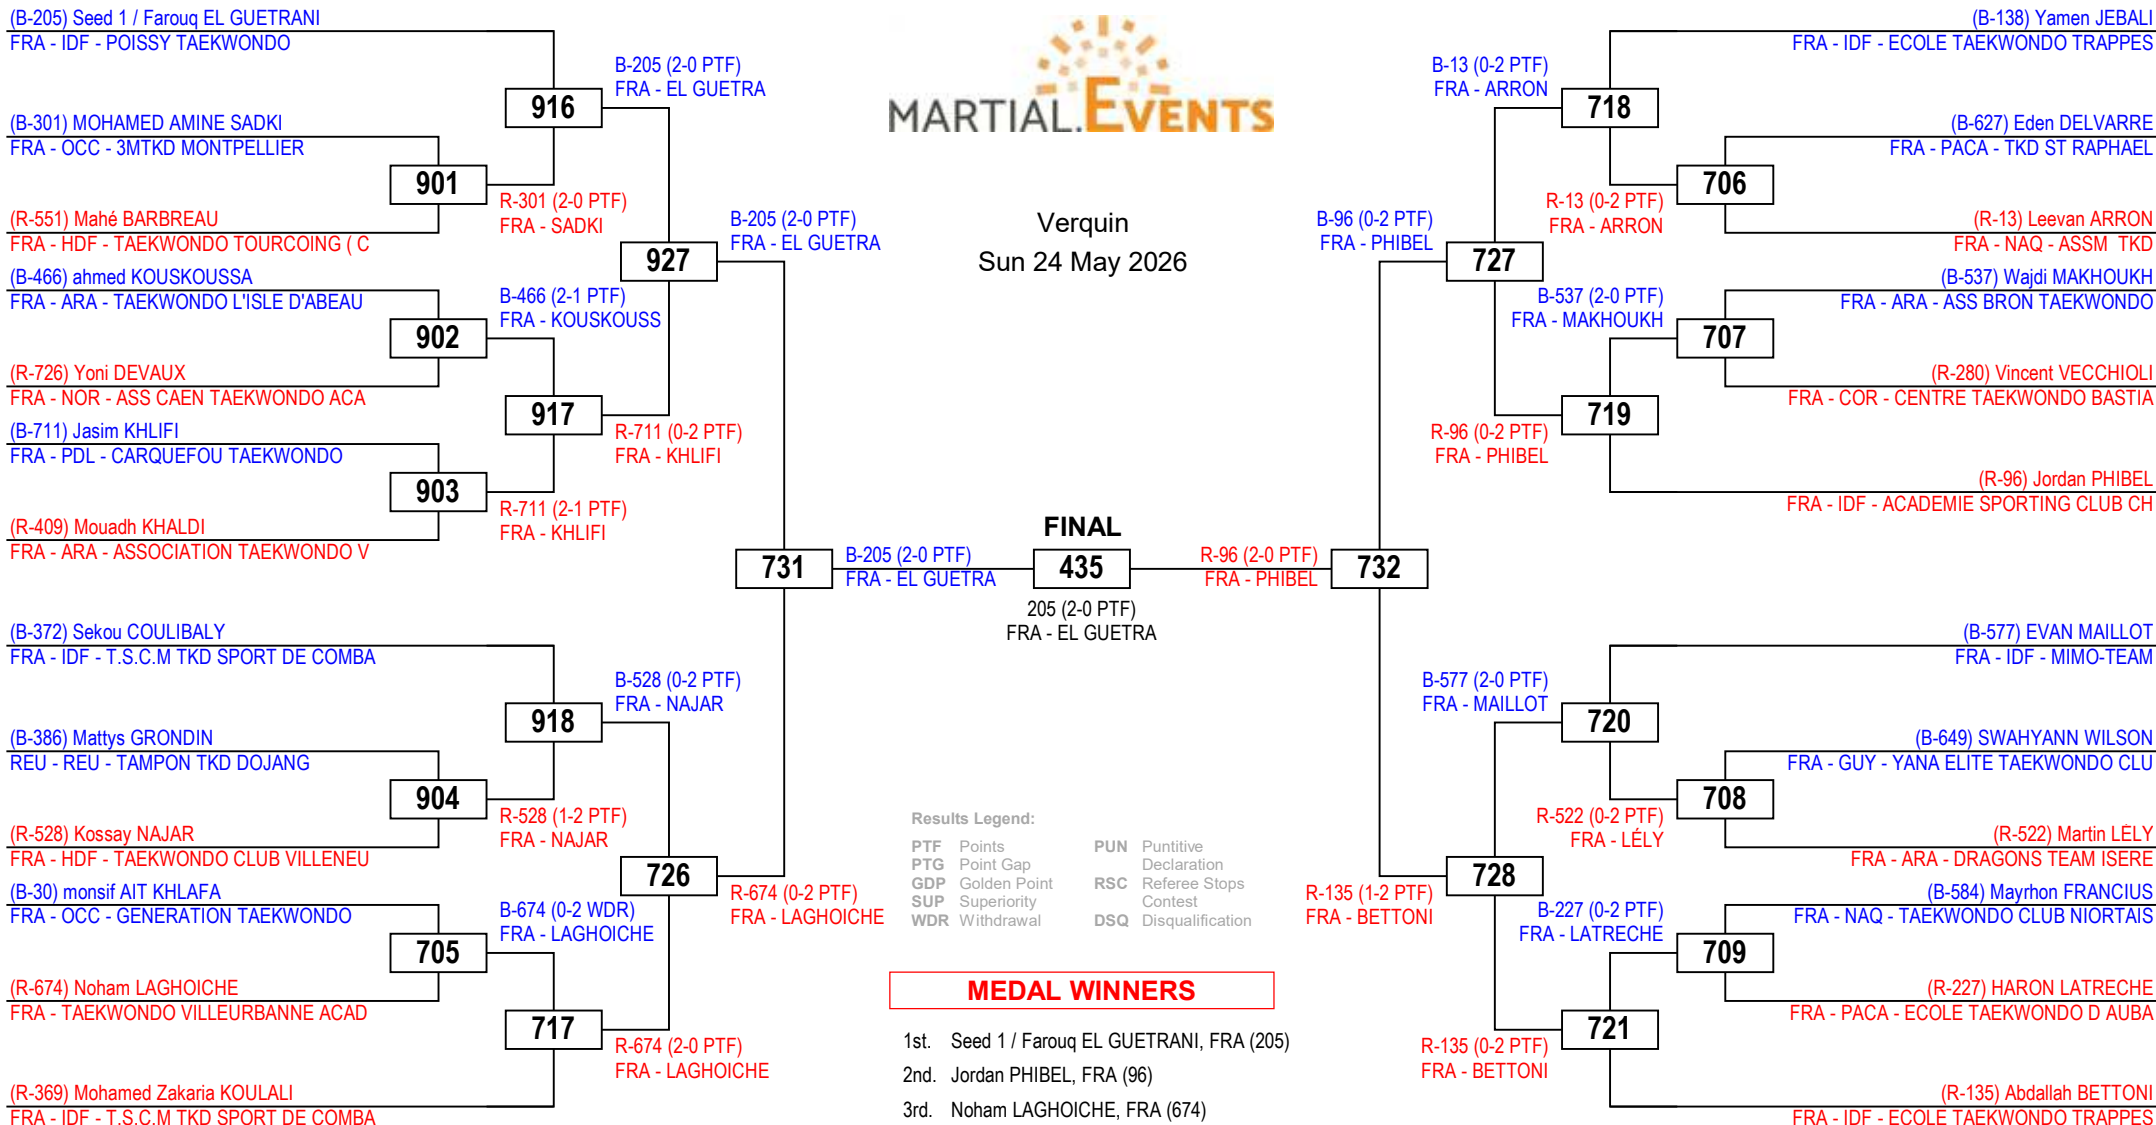 (B-205) Seed 1 / Farouq EL GUETRANI
FRA - IDF - POISSY TAEKWONDO
(B-301) MOHAMED AMINE SADKI
FRA - OCC - 3MTKD MONTPELLIER
(R-551) Mahé BARBREAU
FRA - HDF - TAEKWONDO TOURCOING ( C
(B-466) ahmed KOUSKOUSSA
FRA - ARA - TAEKWONDO L'ISLE D'ABEAU
(R-726) Yoni DEVAUX
FRA - NOR - ASS CAEN TAEKWONDO ACA
(B-711) Jasim KHLIFI
FRA - PDL - CARQUEFOU TAEKWONDO
(R-409) Mouadh KHALDI
FRA - ARA - ASSOCIATION TAEKWONDO V
(B-372) Sekou COULIBALY
FRA - IDF - T.S.C.M TKD SPORT DE COMBA
(B-386) Mattys GRONDIN
REU - REU - TAMPON TKD DOJANG
(R-528) Kossay NAJAR
FRA - HDF - TAEKWONDO CLUB VILLENEU
(B-30) monsif AIT KHLAFA
FRA - OCC - GENERATION TAEKWONDO
(R-674) Noham LAGHOICHE
FRA - TAEKWONDO VILLEURBANNE ACAD
(R-369) Mohamed Zakaria KOULALI
FRA - IDF - T.S.C.M TKD SPORT DE COMBA
901
902
903
904
705
R-301 (2-0 PTF)
FRA - SADKI
B-466 (2-1 PTF)
FRA - KOUSKOUSS
R-711 (2-1 PTF)
FRA - KHLIFI
R-528 (1-2 PTF)
FRA - NAJAR
B-674 (0-2 WDR)
FRA - LAGHOICHE
916
917
918
717
B-205 (2-0 PTF)
FRA - EL GUETRA
R-711 (0-2 PTF)
FRA - KHLIFI
B-528 (0-2 PTF)
FRA - NAJAR
R-674 (2-0 PTF)
FRA - LAGHOICHE
927
726
B-205 (2-0 PTF)
FRA - EL GUETRA
R-674 (0-2 PTF)
FRA - LAGHOICHE
731
B-205 (2-0 PTF)
FRA - EL GUETRA
MARTIAL.EVENTS
Verquin
Sun 24 May 2026
FINAL
435
205 (2-0 PTF)
FRA - EL GUETRA
Results Legend:
PTF Points
PTG Point Gap
GDP Golden Point
SUP Superiority
WDR Withdrawal
PUN Puntitive
Declaration
RSC Referee Stops
Contest
DSQ Disqualification
MEDAL WINNERS
1st. Seed 1 / Farouq EL GUETRANI, FRA (205)
2nd. Jordan PHIBEL, FRA (96)
3rd. Noham LAGHOICHE, FRA (674)
R-96 (2-0 PTF)
FRA - PHIBEL
732
B-96 (0-2 PTF)
FRA - PHIBEL
R-135 (1-2 PTF)
FRA - BETTONI
727
728
B-13 (0-2 PTF)
FRA - ARRON
R-96 (0-2 PTF)
FRA - PHIBEL
B-577 (2-0 PTF)
FRA - MAILLOT
R-135 (0-2 PTF)
FRA - BETTONI
718
719
720
721
R-13 (0-2 PTF)
FRA - ARRON
B-537 (2-0 PTF)
FRA - MAKHOUKH
R-522 (0-2 PTF)
FRA - LÉLY
B-227 (0-2 PTF)
FRA - LATRECHE
706
707
708
709
(B-138) Yamen JEBALI
FRA - IDF - ECOLE TAEKWONDO TRAPPES
(B-627) Eden DELVARRE
FRA - PACA - TKD ST RAPHAEL
(R-13) Leevan ARRON
FRA - NAQ - ASSM TKD
(B-537) Wajdi MAKHOUKH
FRA - ARA - ASS BRON TAEKWONDO
(R-280) Vincent VECCHIOLI
FRA - COR - CENTRE TAEKWONDO BASTIA
(R-96) Jordan PHIBEL
FRA - IDF - ACADEMIE SPORTING CLUB CH
(B-577) EVAN MAILLOT
FRA - IDF - MIMO-TEAM
(B-649) SWAHYANN WILSON
FRA - GUY - YANA ELITE TAEKWONDO CLU
(R-522) Martin LÉLY
FRA - ARA - DRAGONS TEAM ISERE
(B-584) Mayrhon FRANCIUS
FRA - NAQ - TAEKWONDO CLUB NIORTAIS
(R-227) HARON LATRECHE
FRA - PACA - ECOLE TAEKWONDO D AUBA
(R-135) Abdallah BETTONI
FRA - IDF - ECOLE TAEKWONDO TRAPPES